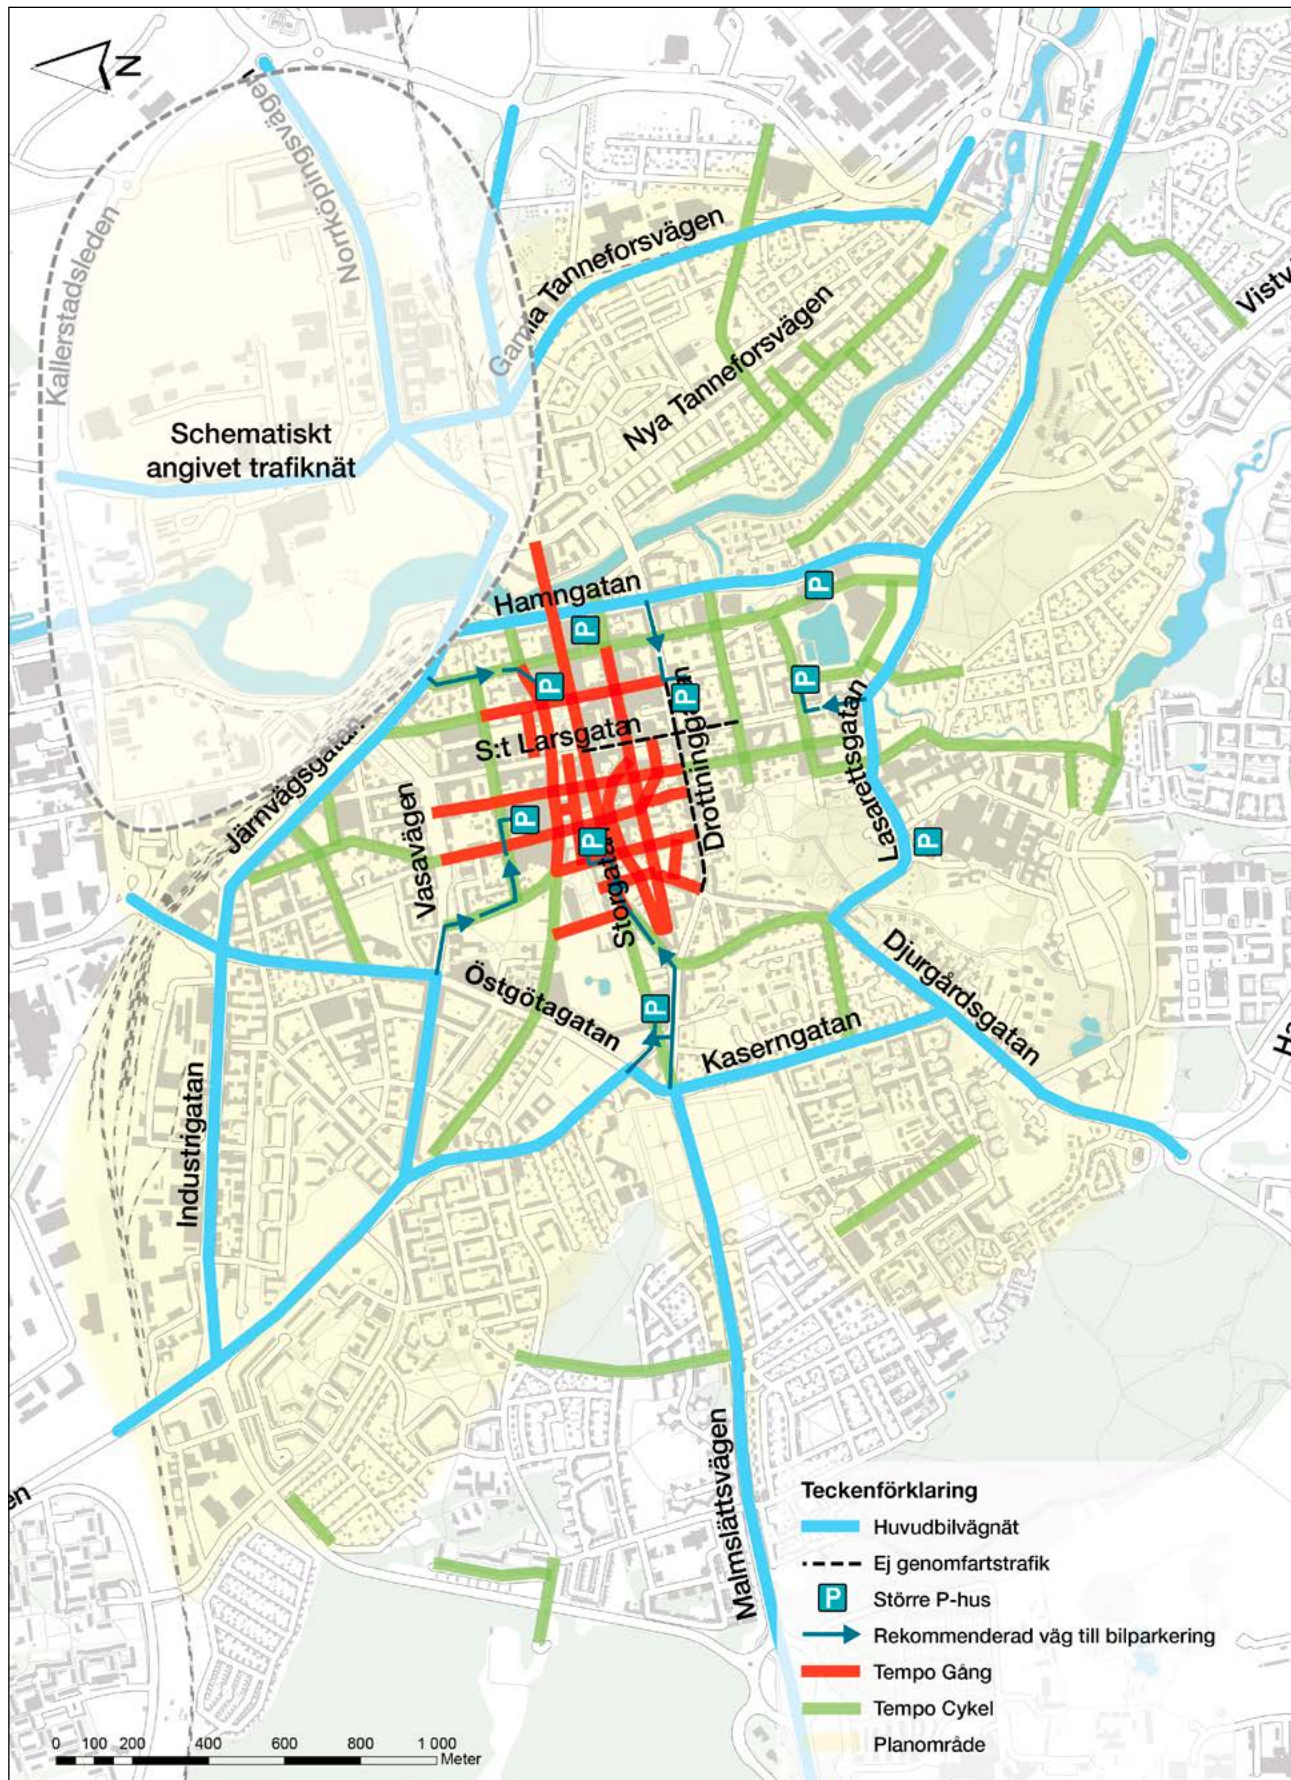 N
Norrköpingsvägen
Kallerstadsleden
Gamla Tanneforsvägen
Vistv
Nya Tanneforsvägen
Schematiskt
angivet trafiknät
Hamngatan
P
P
P
P
P
Drottninggatan
S:t Larsgatan
Lasarettsgatan
Järnvägsgatan
Vasavägen
P
P
P
Storgatan
Djurgårdsgatan
Östgötagatan
P
Kaserngatan
Ha
Industrigatan
Malmslättsvägen
en
Teckenförklaring
Huvudbilvägnät
Ej genomfartstrafik
P Större P-hus
Rekommenderad väg till bilparkering
Tempo Gång
Tempo Cykel
Planområde
0 100 200 400 600 800 1 000
Meter